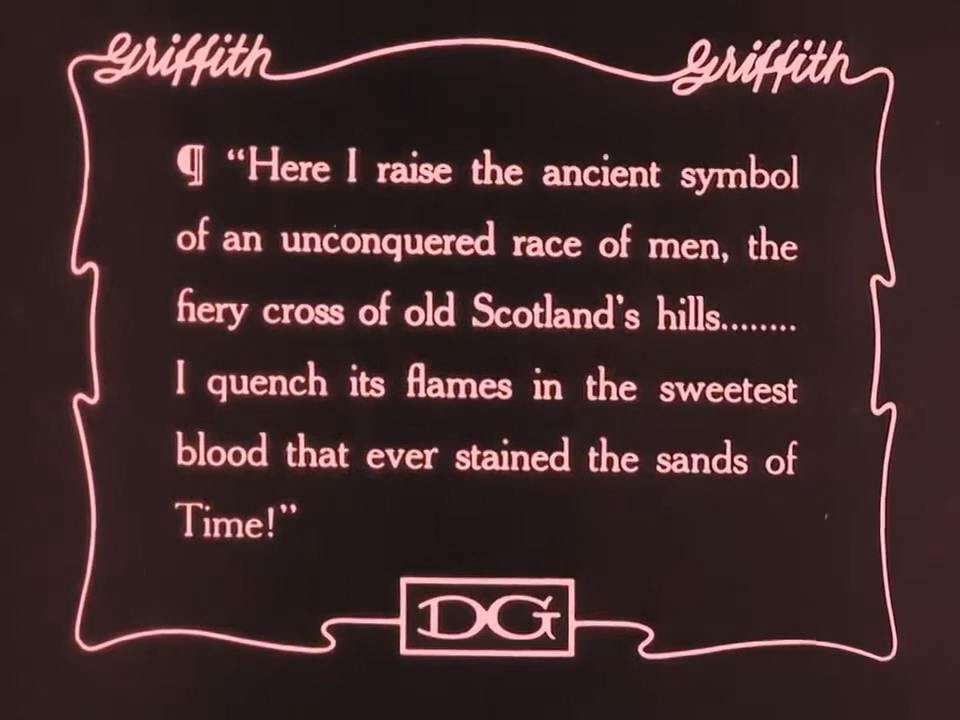 Griffith Griffith
¶ “Here I raise the ancient symbol
of an unconquered race of men, the
fiery cross of old Scotland's hills........
I quench its flames in the sweetest
blood that ever stained the sands of
Time!”
DG